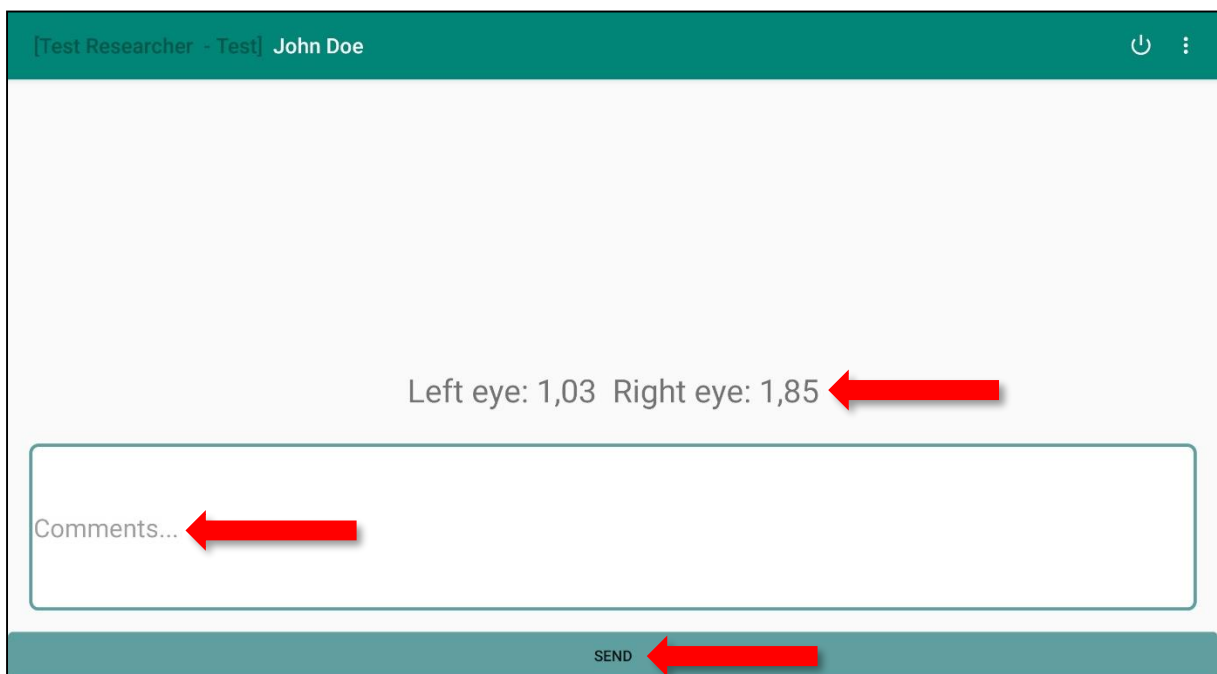 [Test Researcher - Test] John Doe
Left eye: 1,03 Right eye: 1,85
Comments...
SEND